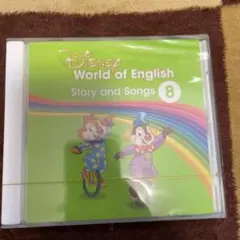 Disney
World of English
Story and Songs 8